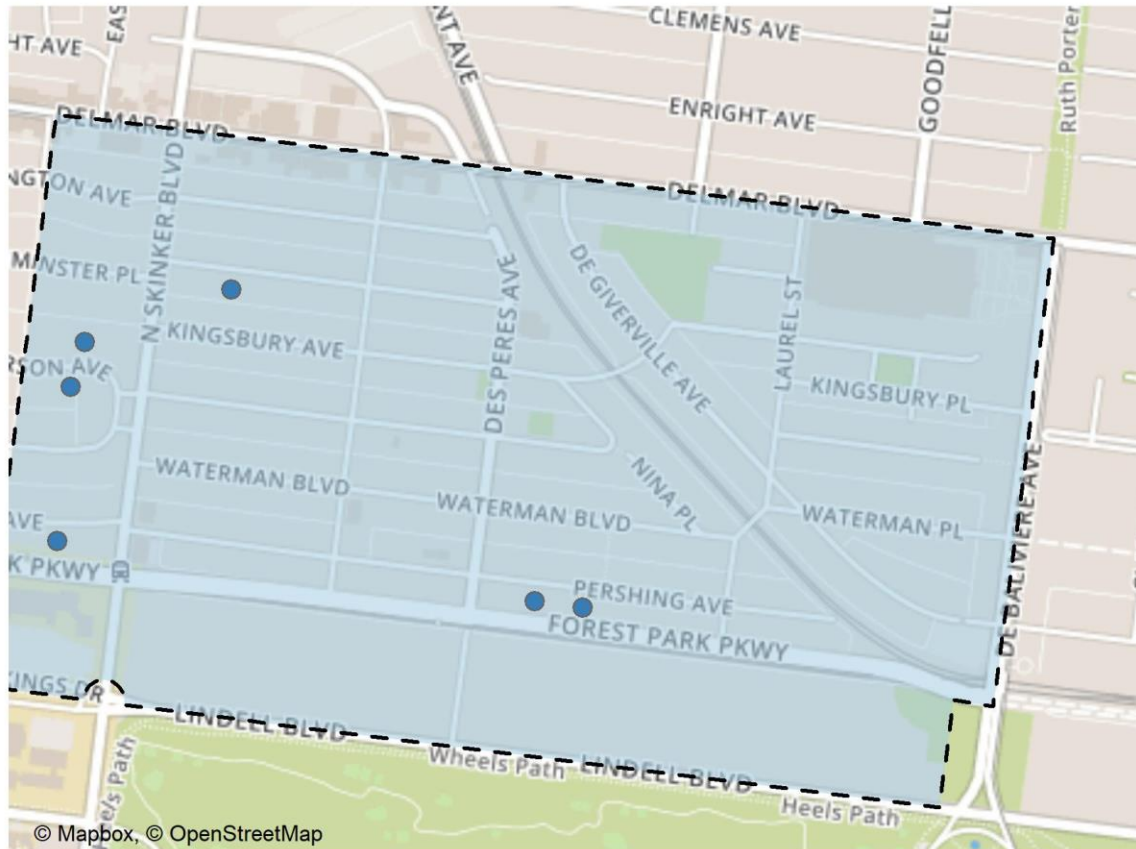 CLEMENS AVE
EAS
HT AVE
NT AVE
GOODFELL
Ruth Porter
ENRIGHT AVE
DELMAR BLVD
NGTON AVE
N SKINKER BLVD
DELMAR BLVD
MINSTER PL
DES PERES AVE
DE GIVERVILLE AVE
LAUREL ST
KINGSBURY AVE
RSON AVE
KINGSBURY PL
WATERMAN BLVD
WATERMAN BLVD
NINA PL
WATERMAN PL
DE BALIVIERE AVE
AVE
K PKWY
PERSHING AVE
FOREST PARK PKWY
KINGS DR
LINDELL BLVD
Wheels Path
LINDELL BLVD
Heels Path
els Path
© Mapbox, © OpenStreetMap